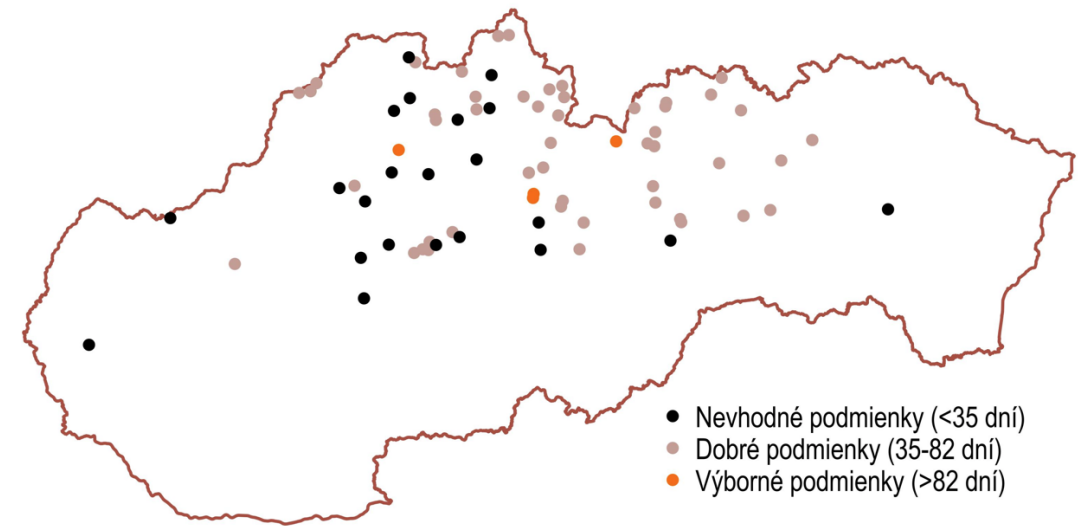 Nevhodné podmienky (<35 dní)
Dobré podmienky (35-82 dní)
Výborné podmienky (>82 dní)